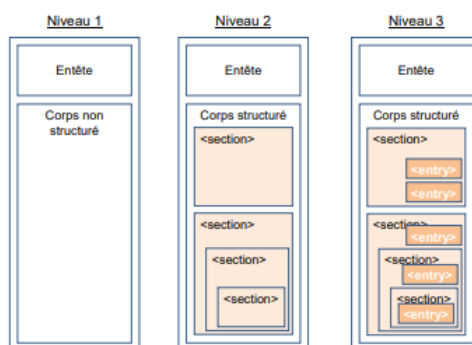 Niveau 1
Entête
Corps non
structuré
Niveau 2
Entête
Corps structuré
<section>
<section>
<section>
<section>
Niveau 3
Entête
Corps structuré
<section>
<entry>
<entry>
<section>
<entry>
<section>
<entry>
<section>
<entry>